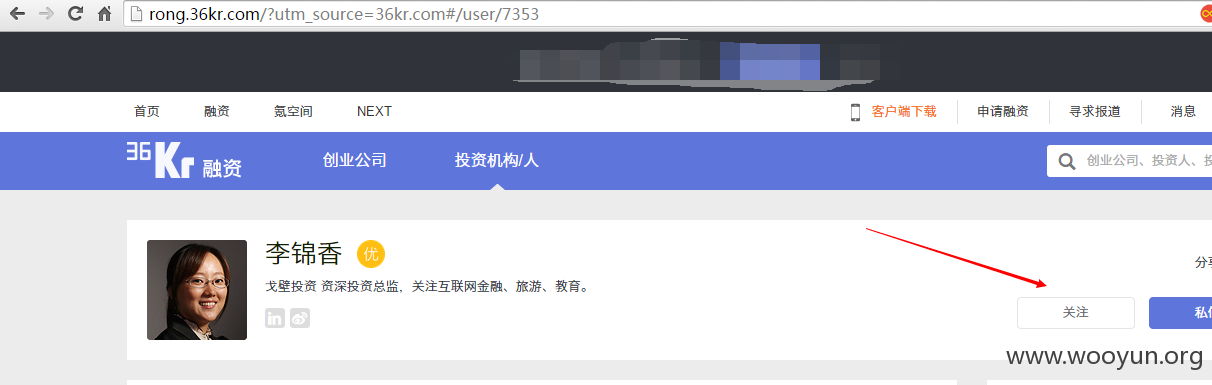 rong.36kr.com/?utm_source=36kr.com#/user/7353
首页 融资 氪空间 NEXT 客户端下载 申请融资 寻求报道 消息
36Kr 融资 创业公司 投资机构/人 创业公司、投资人、投
李锦香 优
分享
戈壁投资 资深投资总监，关注互联网金融、旅游、教育。
in
关注 私信
www.wooyun.org